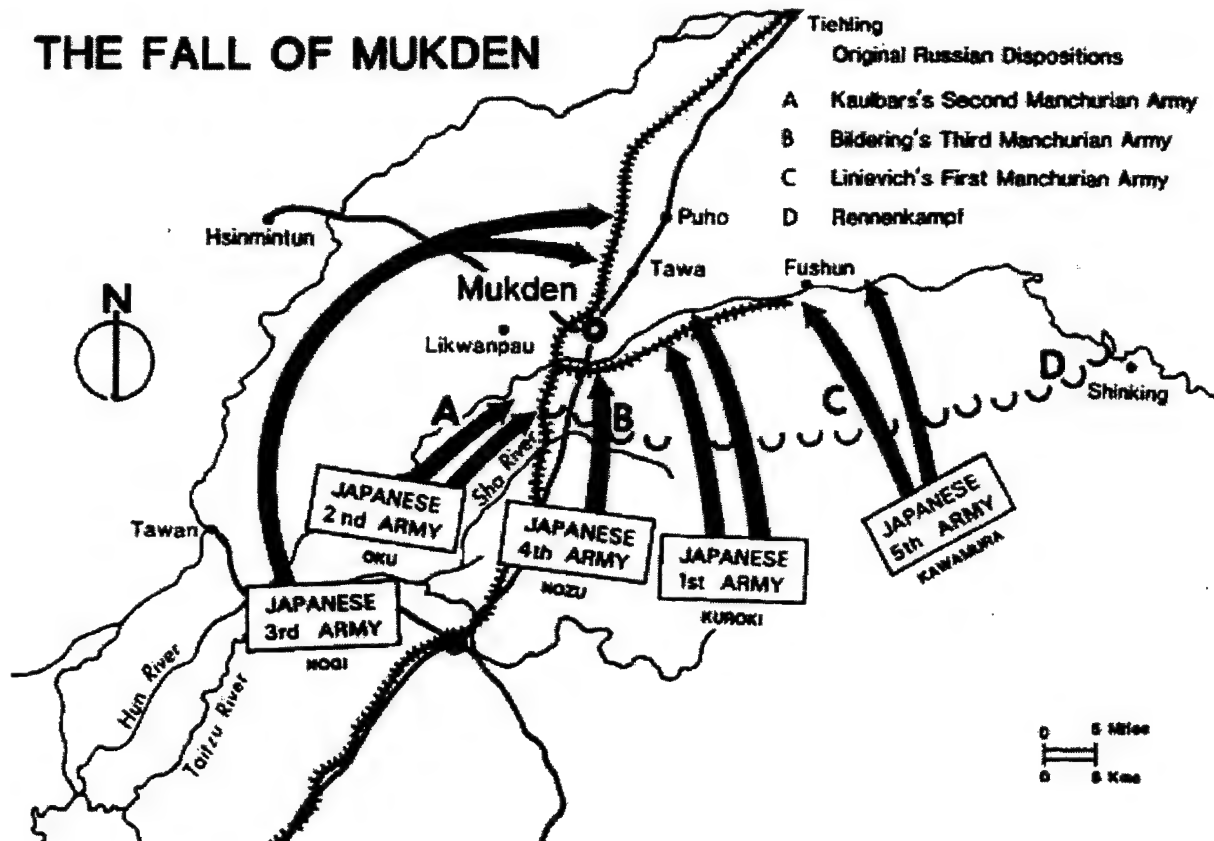 THE FALL OF MUKDEN
Tiehling
Original Russian Dispositions
A Kaulbars's Second Manchurian Army
B Bildering's Third Manchurian Army
C Linievich's First Manchurian Army
D Rennenkampf
Hsinmintun
Puho
Tawa
Fushun
N
Mukden
Likwanpau
A
B
C
D
Shinking
Sha River
JAPANESE
2nd ARMY
OKU
JAPANESE
4th ARMY
NOZU
JAPANESE
1st ARMY
KUROKI
JAPANESE
5th ARMY
KAWAMURA
Tawan
JAPANESE
3rd ARMY
NOGI
Hun River
Taitzu River
0 5 Miles
0 5 Kms